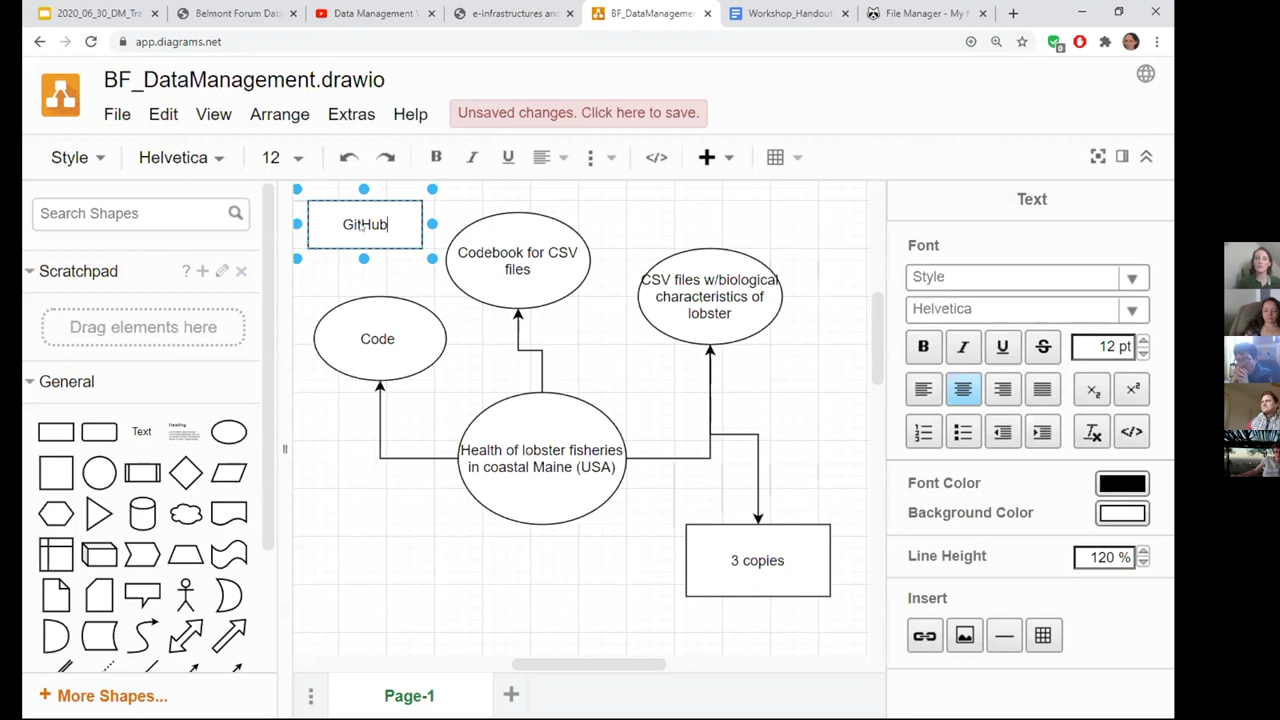 2020_06_30_DM_Tra
Belmont Forum Dat
Data Management \
e-Infrastructures an
BF_DataManageme
Workshop_Handout
File Manager - My f
app.diagrams.net
BF_DataManagement.drawio
File Edit View Arrange Extras Help
Unsaved changes. Click here to save.
Style Helvetica 12 B I U
Search Shapes
Scratchpad
Drag elements here
General
Text
Heading
More Shapes...
GitHub
Codebook for CSV
files
CSV files w/biological
characteristics of
lobster
Code
Health of lobster fisheries
in coastal Maine (USA)
3 copies
Page-1
Text
Font
Style
Helvetica
B I U S 12 pt
Font Color
Background Color
Line Height 120 %
Insert